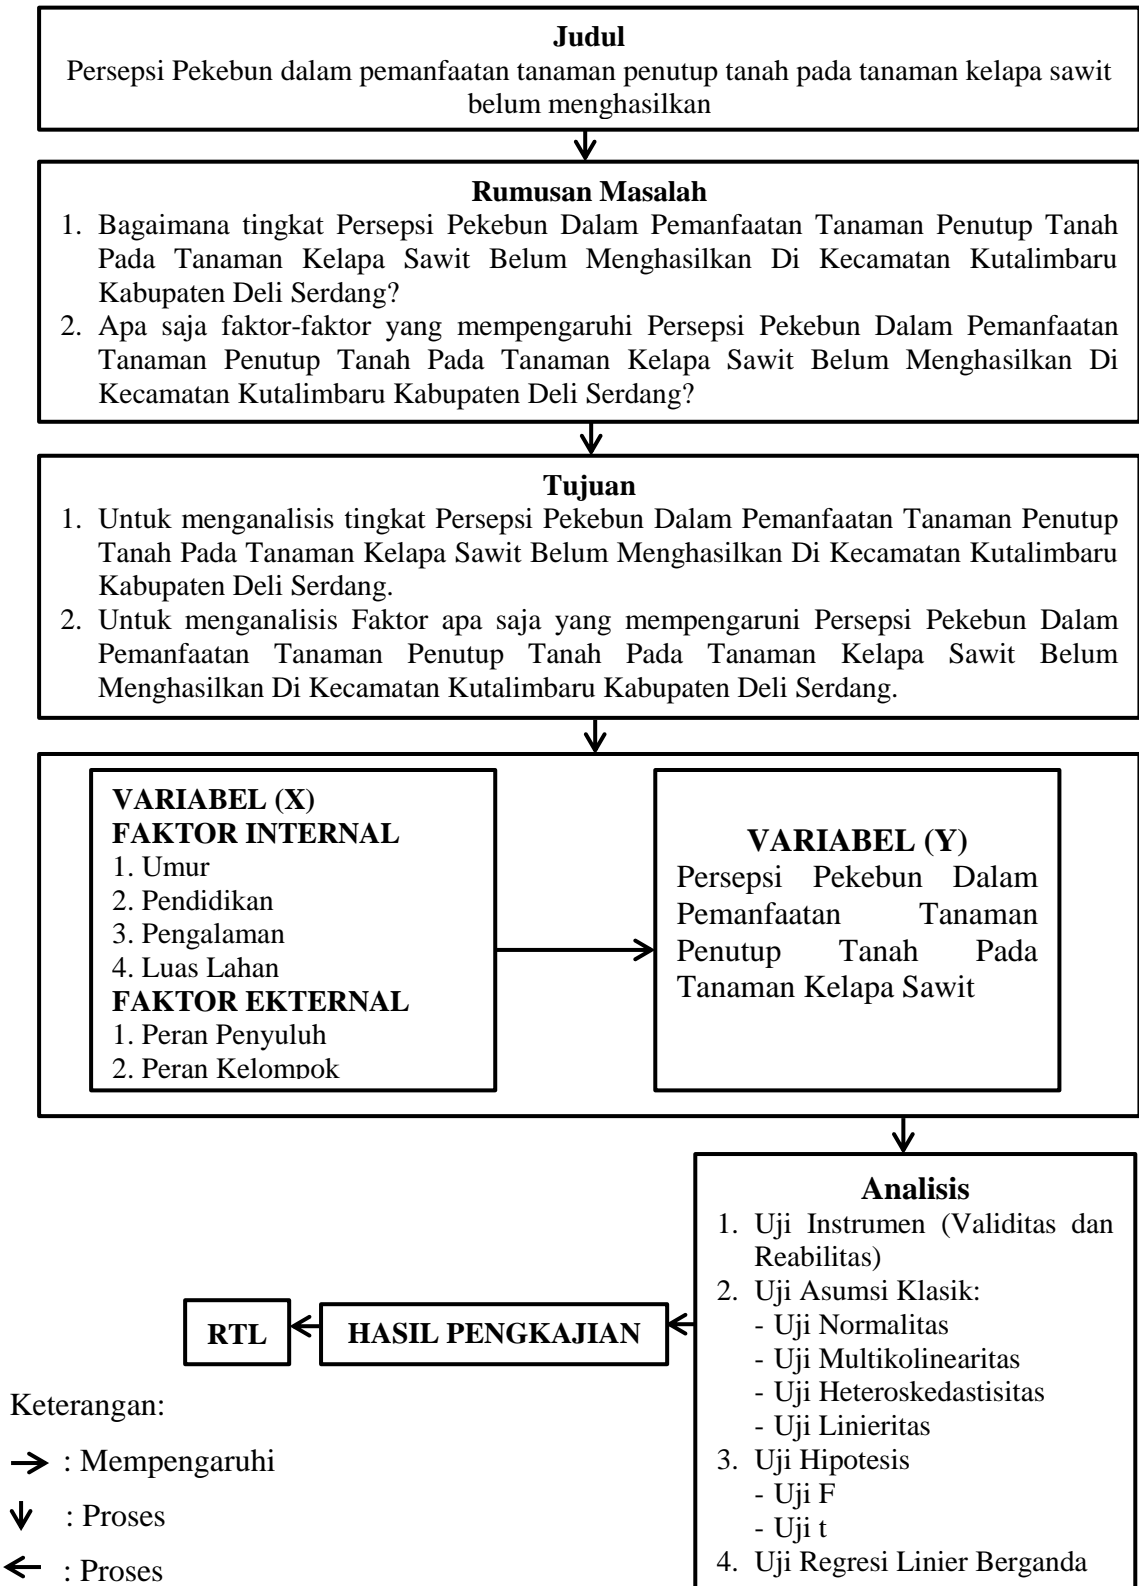 Judul
Persepsi Pekebun dalam pemanfaatan tanaman penutup tanah pada tanaman kelapa sawit
belum menghasilkan
Rumusan Masalah
1. Bagaimana tingkat Persepsi Pekebun Dalam Pemanfaatan Tanaman Penutup Tanah
Pada Tanaman Kelapa Sawit Belum Menghasilkan Di Kecamatan Kutalimbaru
Kabupaten Deli Serdang?
2. Apa saja faktor-faktor yang mempengaruhi Persepsi Pekebun Dalam Pemanfaatan
Tanaman Penutup Tanah Pada Tanaman Kelapa Sawit Belum Menghasilkan Di
Kecamatan Kutalimbaru Kabupaten Deli Serdang?
Tujuan
1. Untuk menganalisis tingkat Persepsi Pekebun Dalam Pemanfaatan Tanaman Penutup
Tanah Pada Tanaman Kelapa Sawit Belum Menghasilkan Di Kecamatan Kutalimbaru
Kabupaten Deli Serdang.
2. Untuk menganalisis Faktor apa saja yang mempengaruni Persepsi Pekebun Dalam
Pemanfaatan Tanaman Penutup Tanah Pada Tanaman Kelapa Sawit Belum
Menghasilkan Di Kecamatan Kutalimbaru Kabupaten Deli Serdang.
VARIABEL (X)
FAKTOR INTERNAL
1. Umur
2. Pendidikan
3. Pengalaman
4. Luas Lahan
FAKTOR EKTERNAL
1. Peran Penyuluh
2. Peran Kelompok
VARIABEL (Y)
Persepsi Pekebun Dalam
Pemanfaatan Tanaman
Penutup Tanah Pada
Tanaman Kelapa Sawit
Analisis
1. Uji Instrumen (Validitas dan
Reabilitas)
2. Uji Asumsi Klasik:
- Uji Normalitas
- Uji Multikolinearitas
- Uji Heteroskedastisitas
- Uji Linieritas
3. Uji Hipotesis
- Uji F
- Uji t
4. Uji Regresi Linier Berganda
HASIL PENGKAJIAN
RTL
Keterangan:
→ : Mempengaruhi
↓ : Proses
← : Proses